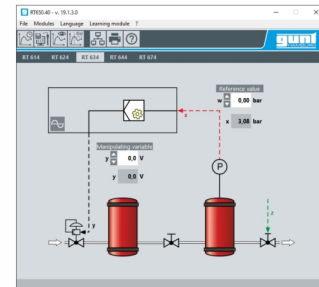 RTE50.40 - v. 19.1.3.0
File Modules Language Learning module ?
gunt
RT 614 RT 624 RT 634 RT 644 RT 674
Reference value
w 0,00 bar
x
x 3,08 bar
Manipulating variable
y 0,0 V
y 0,0 V
P
y
z